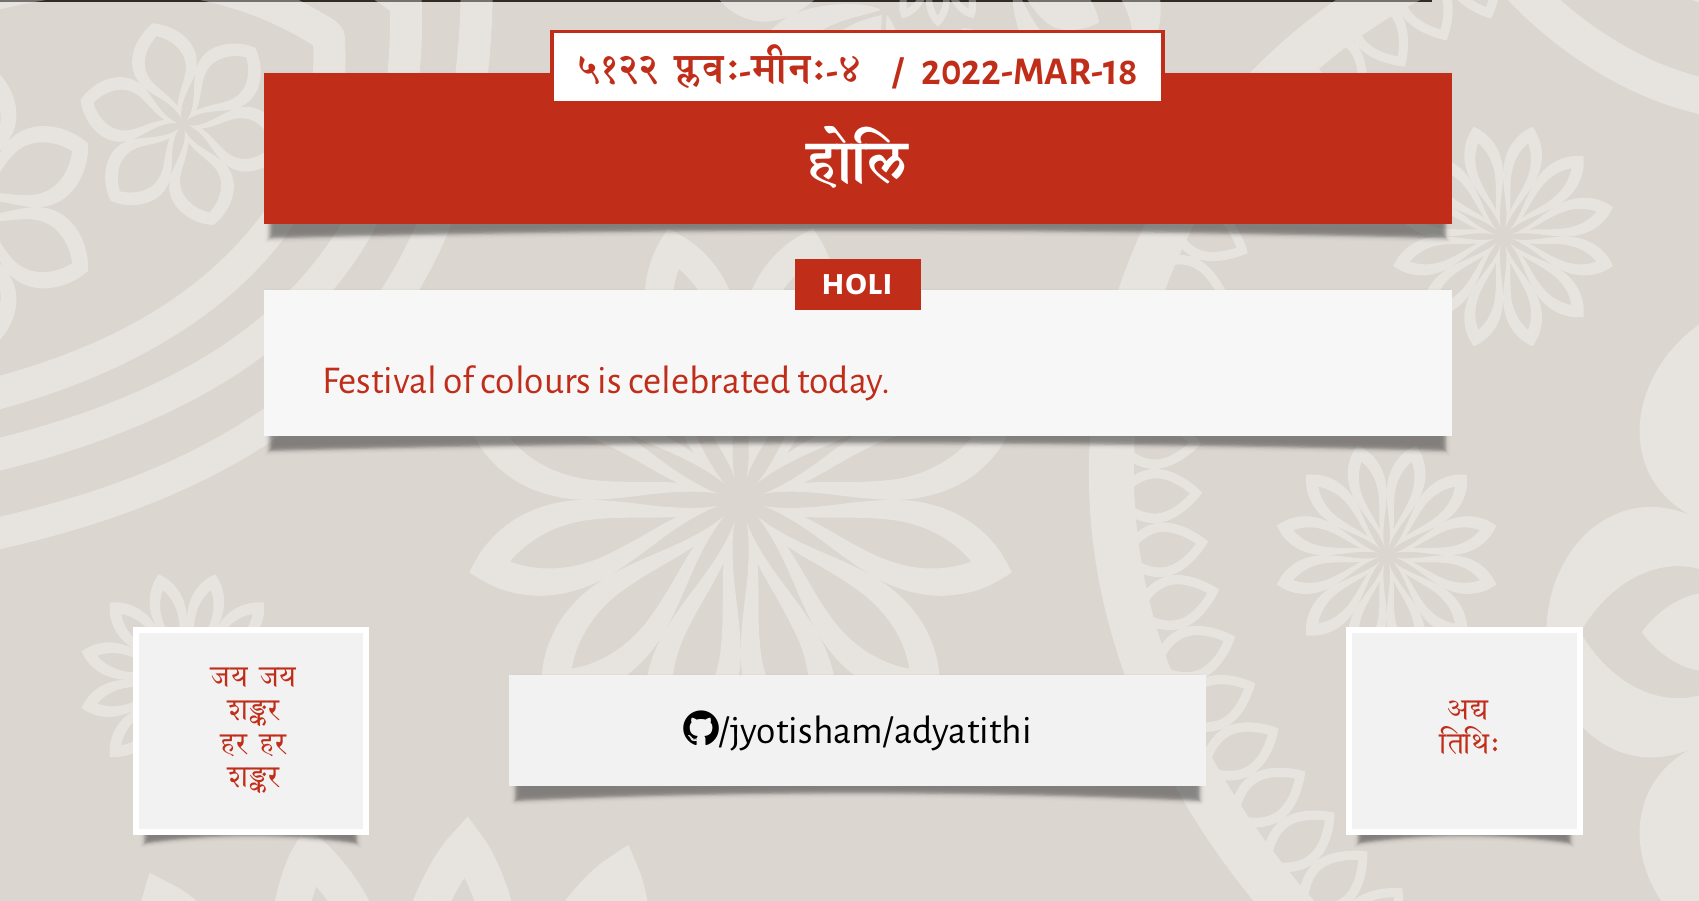 ५१२२ प्लवः-मीनः-४ / 2022-MAR-18
होलि
HOLI
Festival of colours is celebrated today.
जय जय
शङ्कर
हर हर
शङ्कर
/jyotisham/adyatithi
अद्य
तिथिः